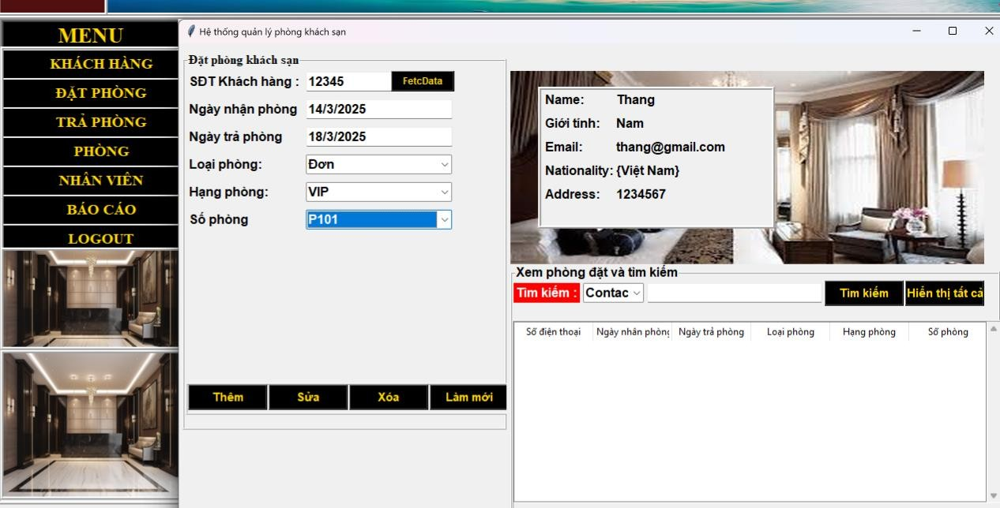 MENU
KHÁCH HÀNG
ĐẶT PHÒNG
TRẢ PHÒNG
PHÒNG
NHÂN VIÊN
BÁO CÁO
LOGOUT
Hệ thống quản lý phòng khách sạn
Đặt phòng khách sạn
SĐT Khách hàng : 12345 FetcData
Ngày nhận phòng 14/3/2025
Ngày trả phòng 18/3/2025
Loại phòng: Đơn
Hạng phòng: VIP
Số phòng P101
Thêm Sửa Xóa Làm mới
Name: Thang
Giới tính: Nam
Email: thang@gmail.com
Nationality: {Việt Nam}
Address: 1234567
Xem phòng đặt và tìm kiếm
Tìm kiếm : Contac Tìm kiếm Hiển thị tất cả
Số điện thoại Ngày nhân phòng Ngày trả phòng Loại phòng Hạng phòng Số phòng